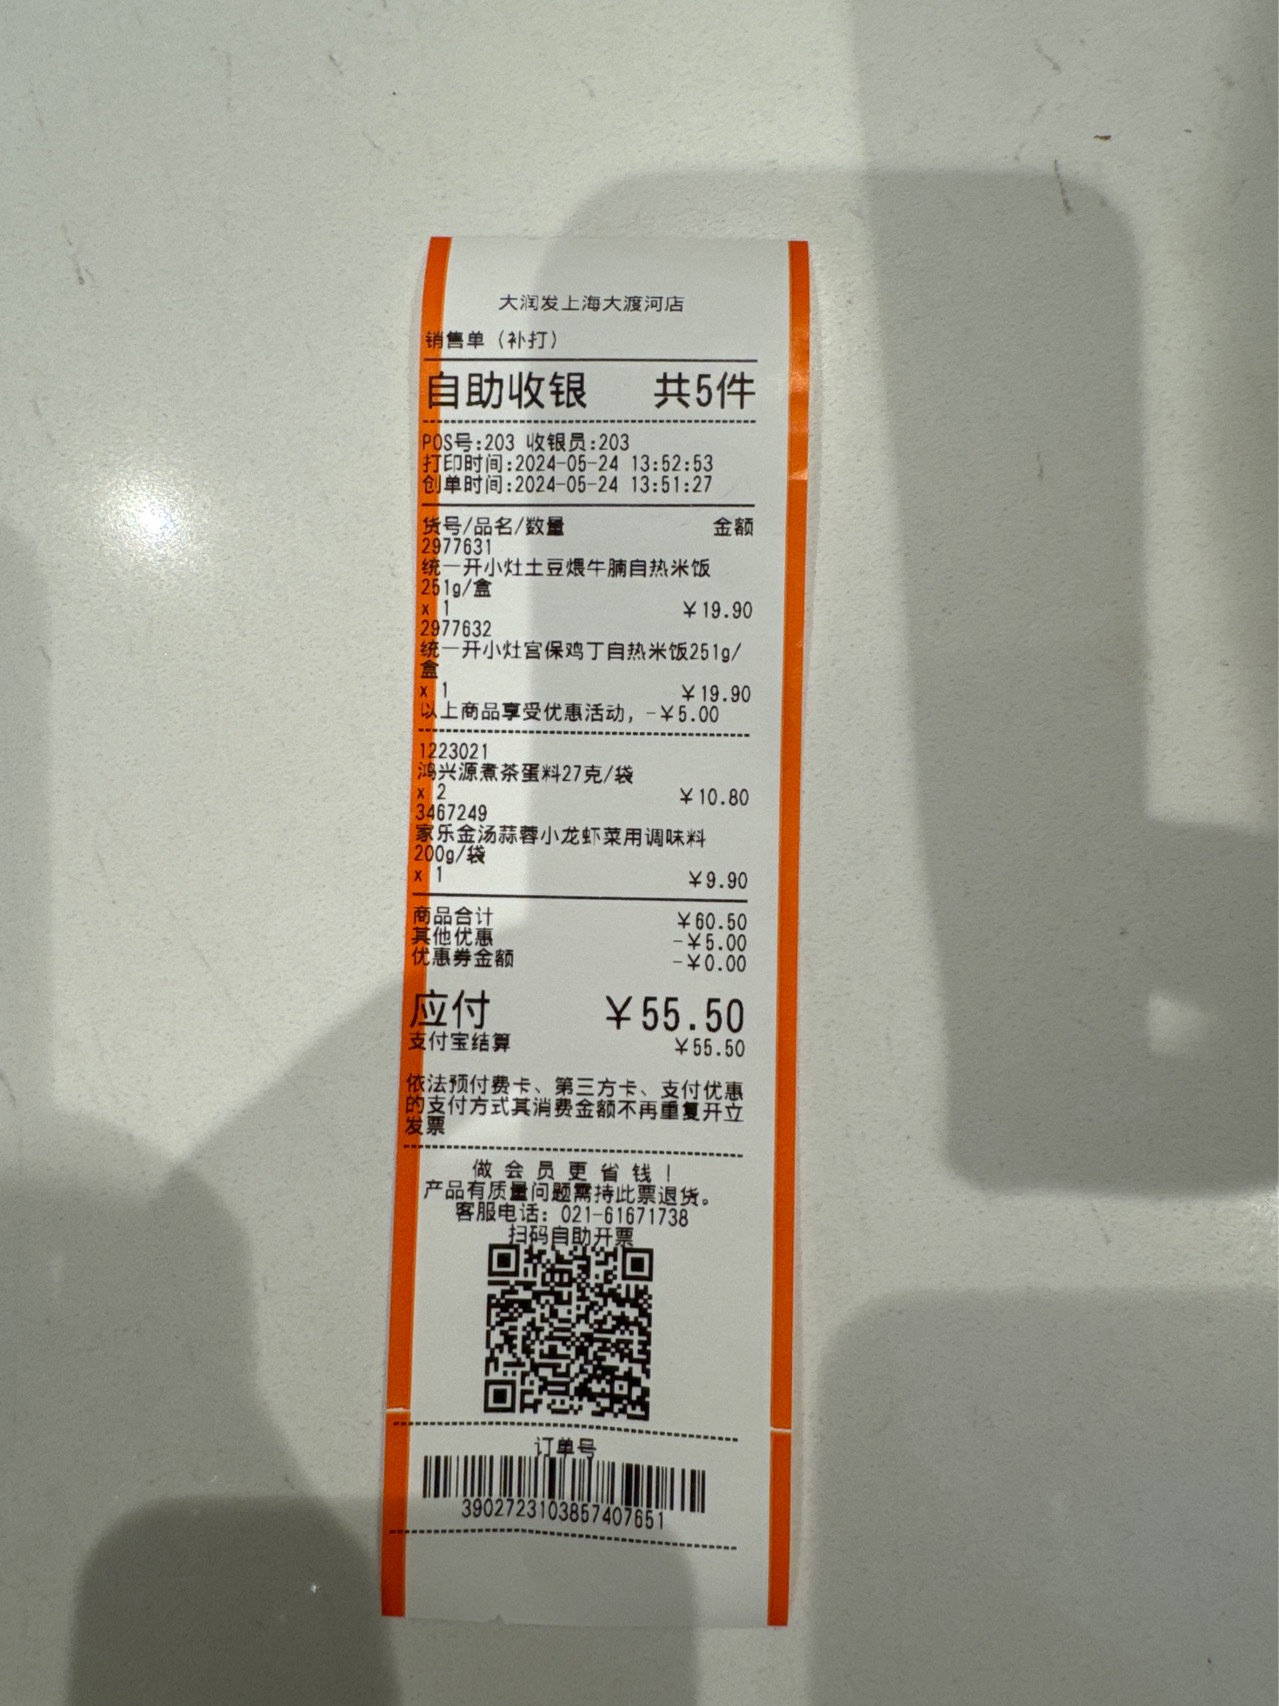 大润发上海大渡河店
销售单（补打）
自助收银 共5件
POS号:203 收银员:203
打印时间:2024-05-24 13:52:53
创单时间:2024-05-24 13:51:27
货号/品名/数量 金额
2977631
统一开小灶土豆煨牛腩自热米饭
251g/盒
x 1 ￥19.90
2977632
统一开小灶宫保鸡丁自热米饭251g/
盒
x 1 ￥19.90
以上商品享受优惠活动，-￥5.00
1223021
鸿兴源煮茶蛋料27克/袋
x 2 ￥10.80
3467249
家乐金汤蒜蓉小龙虾菜用调味料
200g/袋
x 1 ￥9.90
商品合计 ￥60.50
其他优惠 -￥5.00
优惠券金额 -￥0.00
应付 ￥55.50
支付宝结算 ￥55.50
依法预付费卡、第三方卡、支付优惠
的支付方式其消费金额不再重复开立
发票
做会员更省钱！
产品有质量问题需持此票退货。
客服电话：021-61671738
扫码自助开票
订单号
3902723103857407651